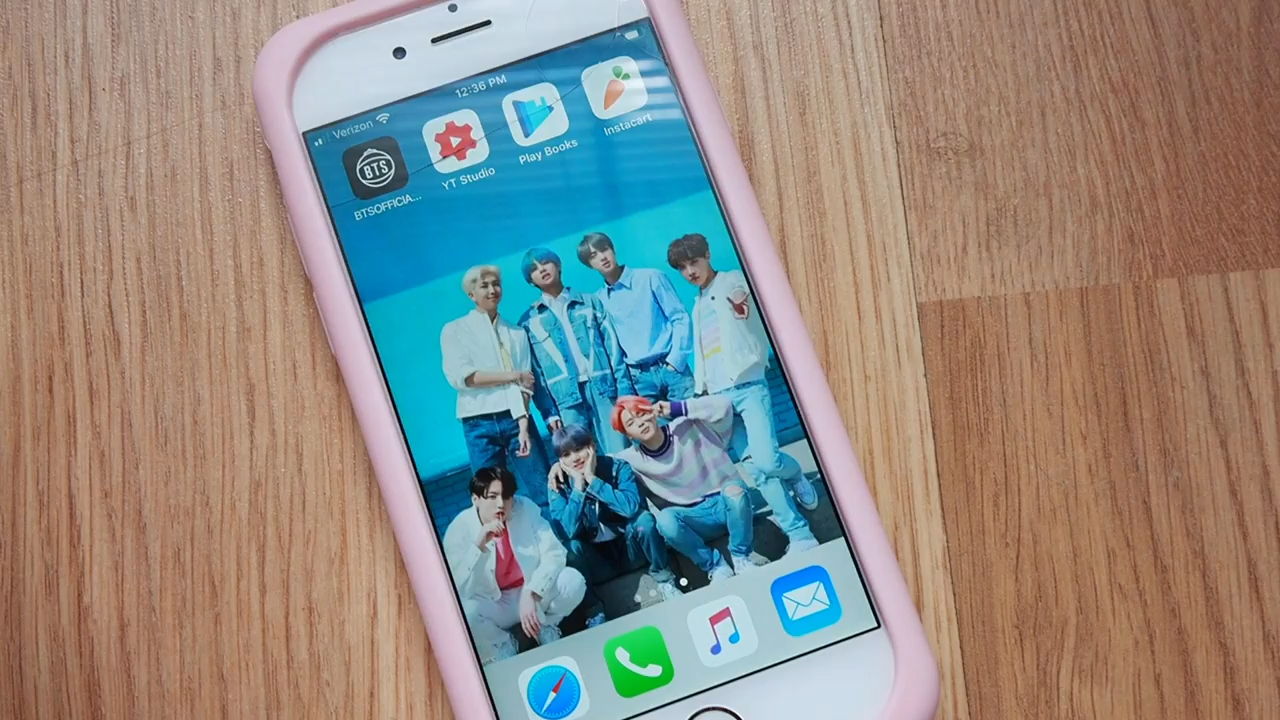 Verizon
12:36 PM
BTS
BTSOFFICIA...
YT Studio
Play Books
Instacart